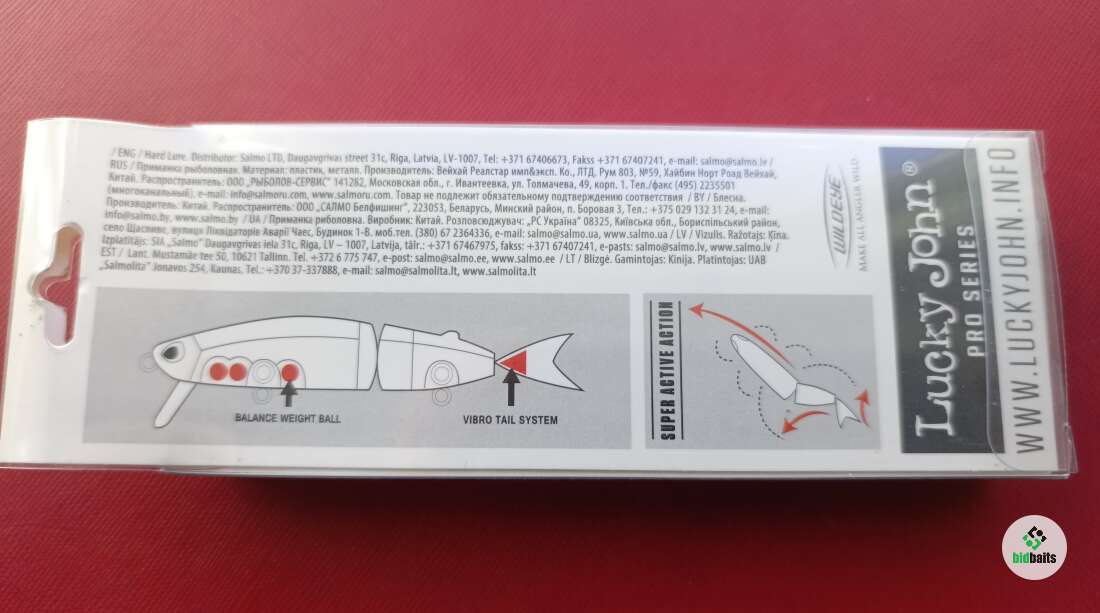 / ENG / Hard Lure. Distributor: Salmo LTD, Daugavgrivas street 31c, Riga, Latvia, LV-1007, Tel: +371 67406673, Fakss +371 67407241, e-mail: salmo@salmo.lv /
RUS / Приманка рыболовная. Материал: пластик, металл. Производитель: Вейхай Реалстар имп&эксп. Ко., ЛТД, Рум 803, №59, Хайбин Норт Роад Вейхай,
Китай. Распространитель: ООО „РЫБОЛОВ-СЕРВИС" 141282, Московская обл., г. Ивантеевка, ул. Толмачева, 49, корп. 1. Тел./факс (495) 2235501
(многоканальный), e-mail: info@salmoru.com, www.salmoru.com. Товар не подлежит обязательному подтверждению соответствия / BY / Блесна.
Производитель: Китай. Распространитель: ООО „САЛМО Белфишинг", 223053, Беларусь, Минский район, п. Боровая 3, Тел.: +375 029 132 31 24, e-mail:
info@salmo.by, www.salmo.by / UA / Приманка риболовна. Виробник: Китай. Розповсюджувач: „РС Україна" 08325, Київська обл., Бориспільський район,
село Щасливе, вулиця Ліквідаторів Аварії Чаес, Будинок 1-В. моб.тел. (380) 67 2364336, e-mail: salmo@salmo.ua, www.salmo.ua / LV / Vizulis. Ražotajs: Ķina.
Izplatītājs: SIA „Salmo" Daugavgrivas iela 31c, Riga, LV – 1007, Latvija, tālr.: +371 67467975, fakss: +371 67407241, e-pasts: salmo@salmo.lv, www.salmo.lv /
EST / Lant. Mustamäe tee 50, 10621 Tallinn. Tel. +372 6 775 747, e-post: salmo@salmo.ee, www.salmo.ee / LT / Blizgė. Gamintojas: Kinija. Platintojas: UAB
„Salmolita" Jonavos 254, Kaunas. Tel.: +370 37-337888, e-mail: salmo@salmolita.lt, www.salmolita.lt
WILDEYE
MAKE ALL ANGLER WILD
BALANCE WEIGHT BALL
VIBRO TAIL SYSTEM
SUPER ACTIVE ACTION
Lucky John®
PRO SERIES
WWW.LUCKYJOHN.INFO
bidbaits